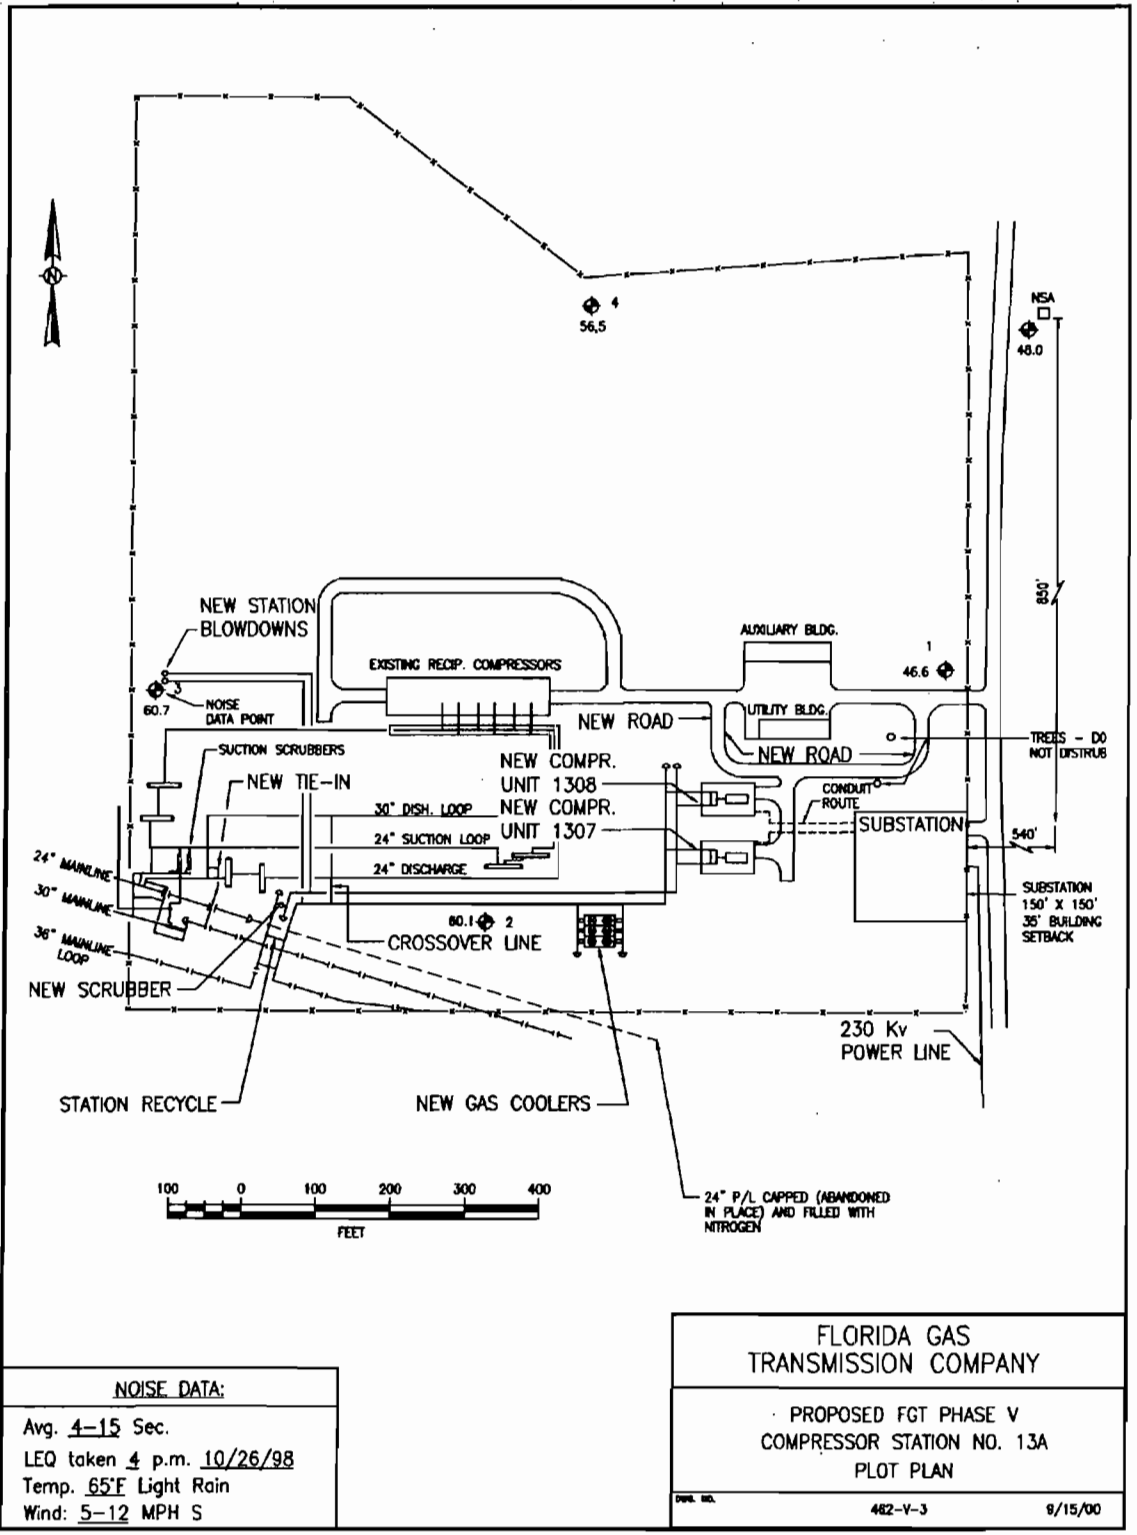 N
4
56.5
NSA
48.0
850'
NEW STATION
BLOWDOWNS
AUXILIARY BLDG.
1
46.6
EXISTING RECIP. COMPRESSORS
3
60.7
NOISE
DATA POINT
NEW ROAD
UTILITY BLDG.
NEW ROAD
TREES - DO
NOT DISTRUB
SUCTION SCRUBBERS
NEW TIE-IN
NEW COMPR.
UNIT 1308
NEW COMPR.
UNIT 1307
CONDUIT
ROUTE
30" DISH. LOOP
24" SUCTION LOOP
24" DISCHARGE
SUBSTATION
540'
24" MAINLINE
30" MAINLINE
36" MAINLINE
LOOP
SUBSTATION
150' X 150'
35' BUILDING
SETBACK
60.1 2
CROSSOVER LINE
NEW SCRUBBER
230 Kv
POWER LINE
STATION RECYCLE
NEW GAS COOLERS
100 0 100 200 300 400
FEET
24" P/L CAPPED (ABANDONED
IN PLACE) AND FILLED WITH
NITROGEN
NOISE DATA:
Avg. 4-15 Sec.
LEQ taken 4 p.m. 10/26/98
Temp. 65°F Light Rain
Wind: 5-12 MPH S
FLORIDA GAS
TRANSMISSION COMPANY
PROPOSED FGT PHASE V
COMPRESSOR STATION NO. 13A
PLOT PLAN
DWG. NO.
462-V-3 9/15/00